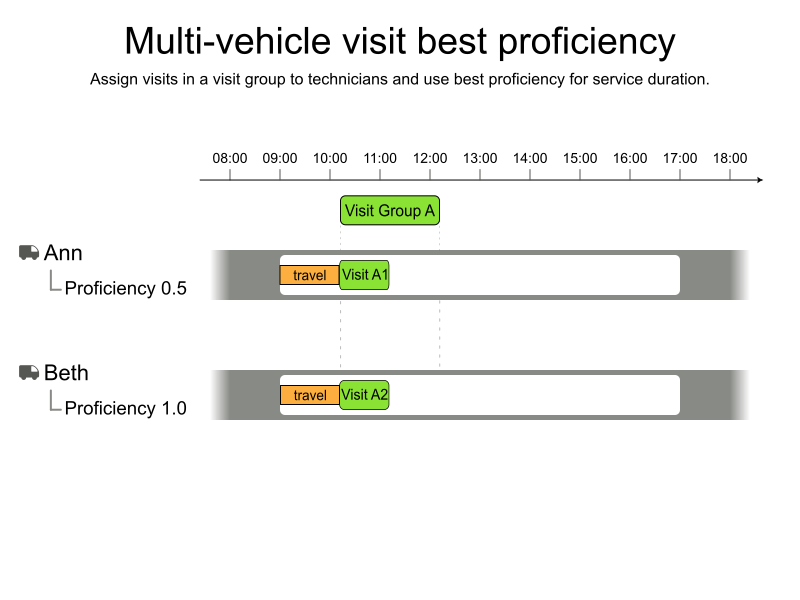 Multi-vehicle visit best proficiency
Assign visits in a visit group to technicians and use best proficiency for service duration.
08:00 09:00 10:00 11:00 12:00 13:00 14:00 15:00 16:00 17:00 18:00
Visit Group A
Ann
travel Visit A1
Proficiency 0.5
Beth
travel Visit A2
Proficiency 1.0